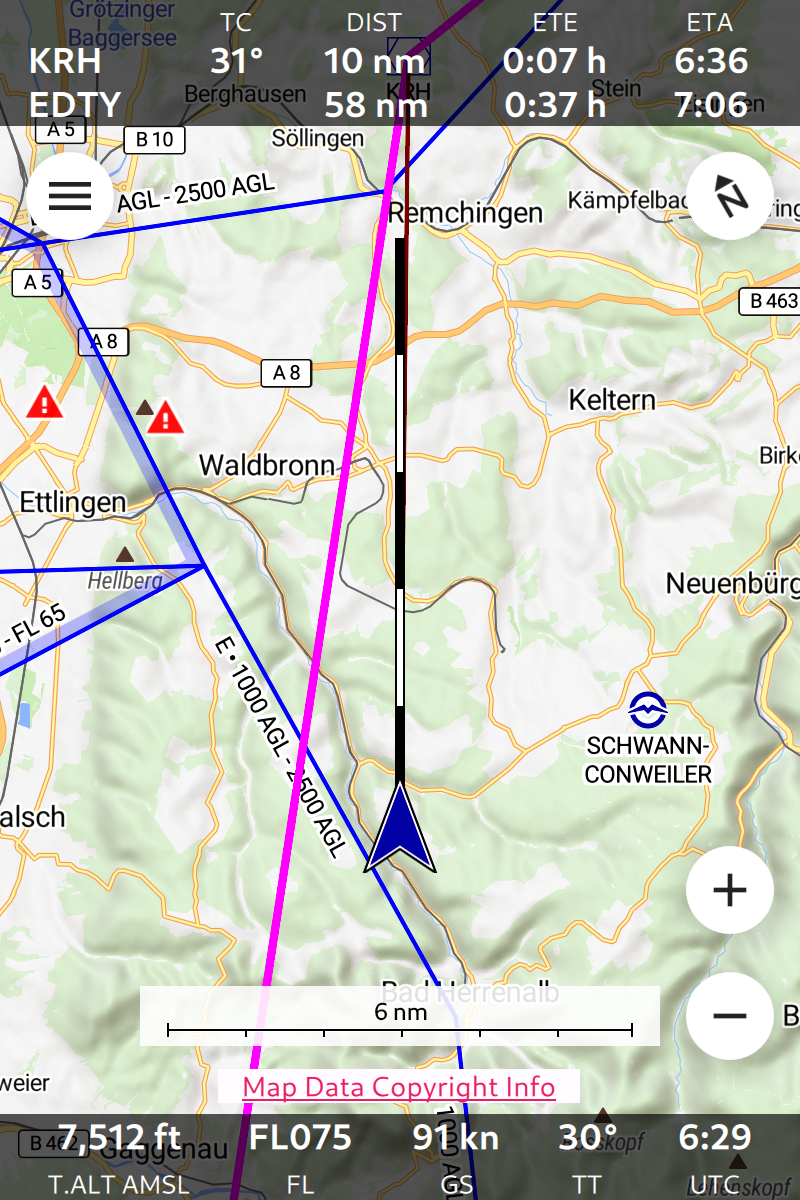 Grötzinger
Baggersee
TC DIST ETE ETA
KRH 31° 10 nm 0:07 h 6:36
KRH
Stein
Berghausen
EDTY 58 nm 0:37 h 7:06
A 5
B 10
Söllingen
AGL - 2500 AGL
N
Kämpfelbac
Remchingen
A 5
B 463
A 8
A 8
Keltern
Waldbronn
Birke
Ettlingen
Hellberg
Neuenbürg
- FL 65
E • 1000 AGL - 2500 AGL
SCHWANN-
CONWEILER
alsch
Bad Herrenalb
6 nm
B
weier
Map Data Copyright Info
1000 AGL
7,512 ft FL075 91 kn 30° 6:29
B 462
Gaggenau
T.ALT AMSL FL GS TT UTC